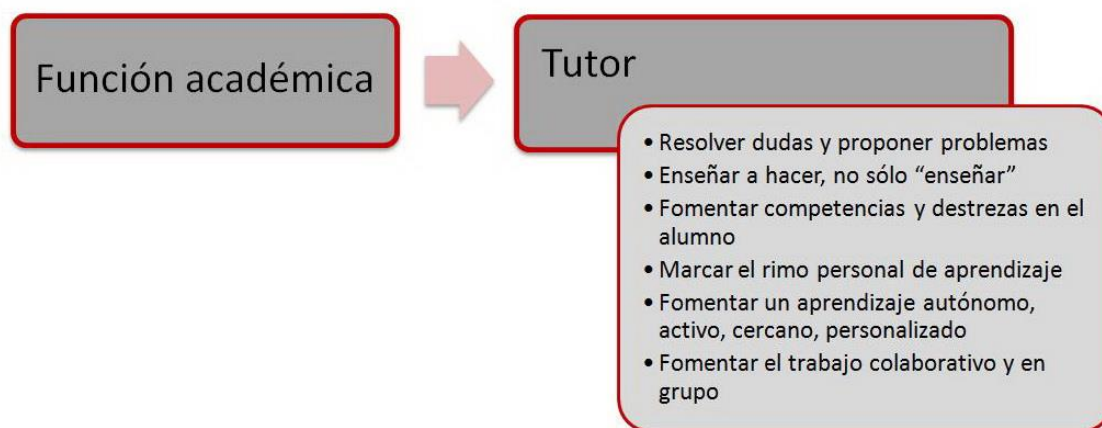 Función académica
Tutor
• Resolver dudas y proponer problemas
• Enseñar a hacer, no sólo “enseñar”
• Fomentar competencias y destrezas en el
alumno
• Marcar el rimo personal de aprendizaje
• Fomentar un aprendizaje autónomo,
activo, cercano, personalizado
• Fomentar el trabajo colaborativo y en
grupo